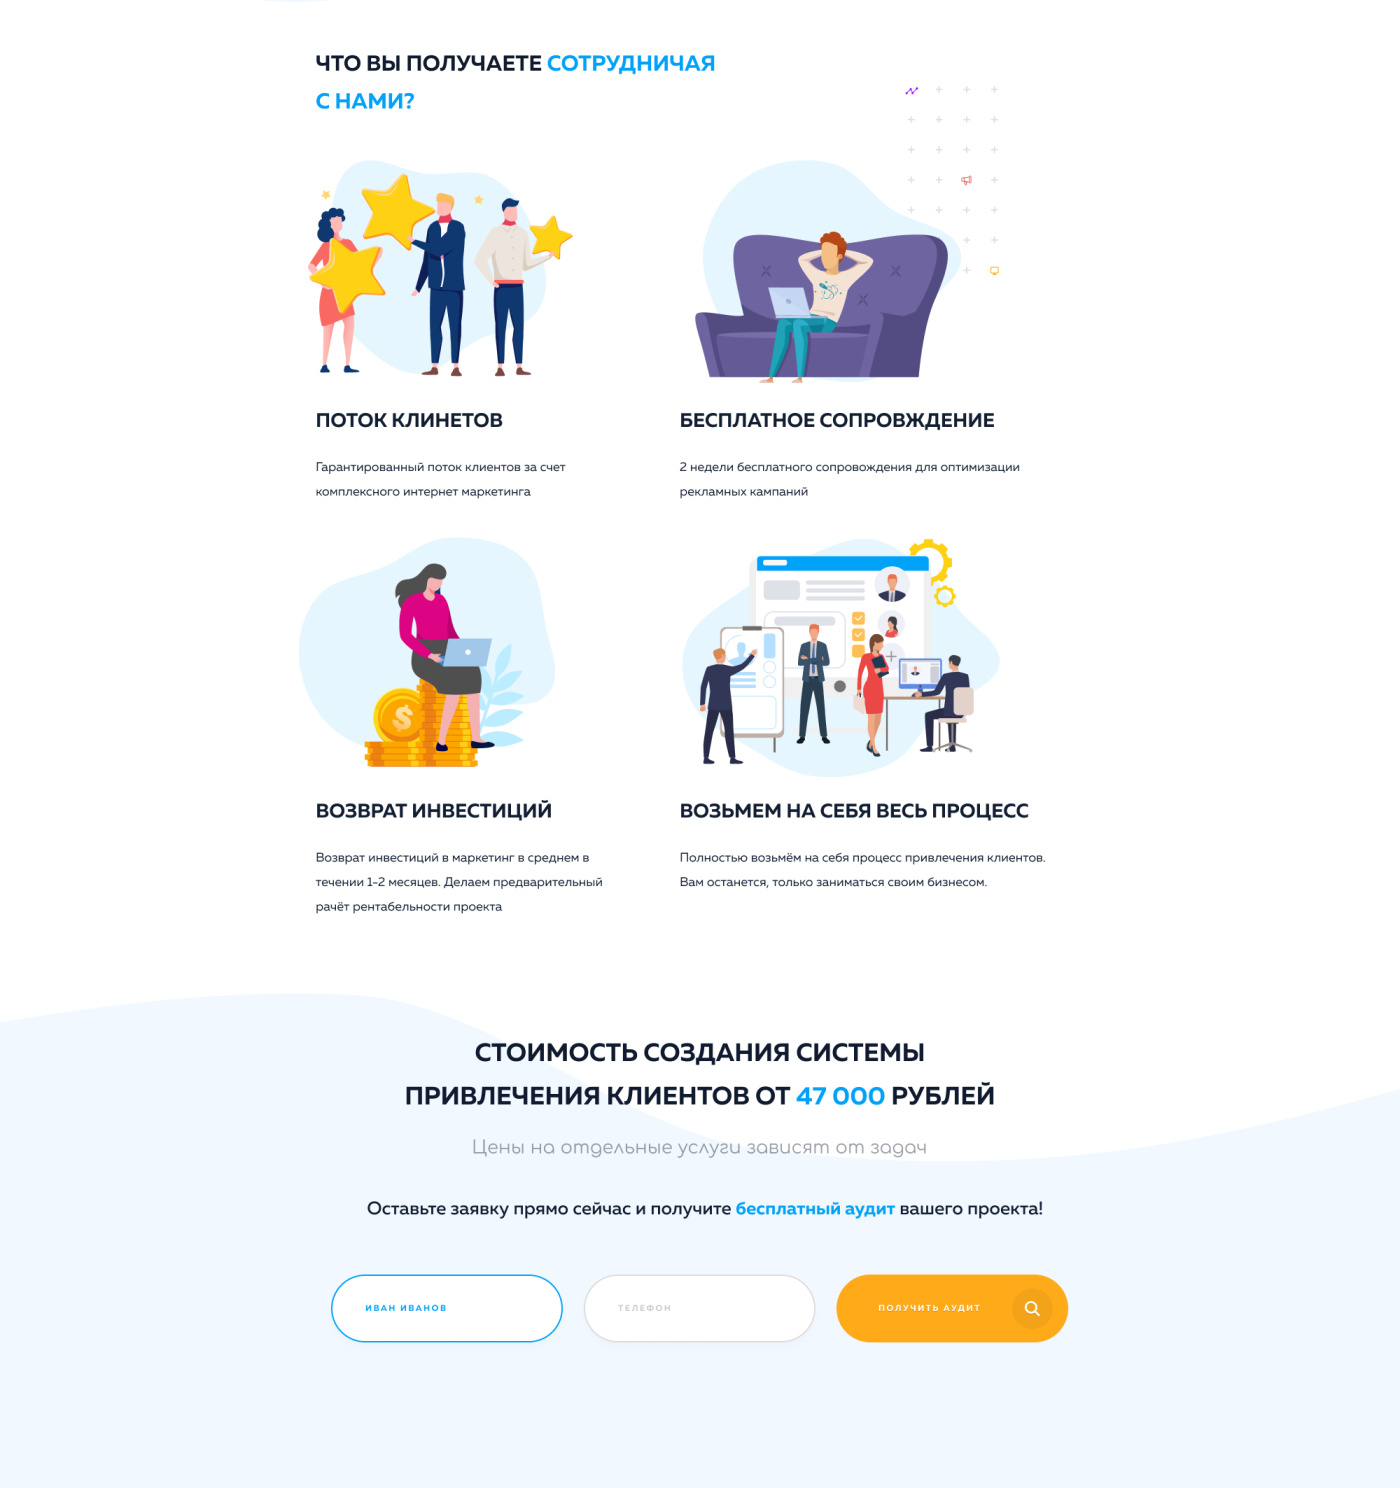 ЧТО ВЫ ПОЛУЧАЕТЕ СОТРУДНИЧАЯ
С НАМИ?
ПОТОК КЛИНЕТОВ
Гарантированный поток клиентов за счет
комплексного интернет маркетинга
БЕСПЛАТНОЕ СОПРОВЖДЕНИЕ
2 недели бесплатного сопровождения для оптимизации
рекламных кампаний
ВОЗВРАТ ИНВЕСТИЦИЙ
Возврат инвестиций в маркетинг в среднем в
течении 1-2 месяцев. Делаем предварительный
рачёт рентабельности проекта
ВОЗЬМЕМ НА СЕБЯ ВЕСЬ ПРОЦЕСС
Полностью возьмём на себя процесс привлечения клиентов.
Вам останется, только заниматься своим бизнесом.
СТОИМОСТЬ СОЗДАНИЯ СИСТЕМЫ
ПРИВЛЕЧЕНИЯ КЛИЕНТОВ ОТ 47 000 РУБЛЕЙ
Цены на отдельные услуги зависят от задач
Оставьте заявку прямо сейчас и получите бесплатный аудит вашего проекта!
ИВАН ИВАНОВ
ТЕЛЕФОН
ПОЛУЧИТЬ АУДИТ